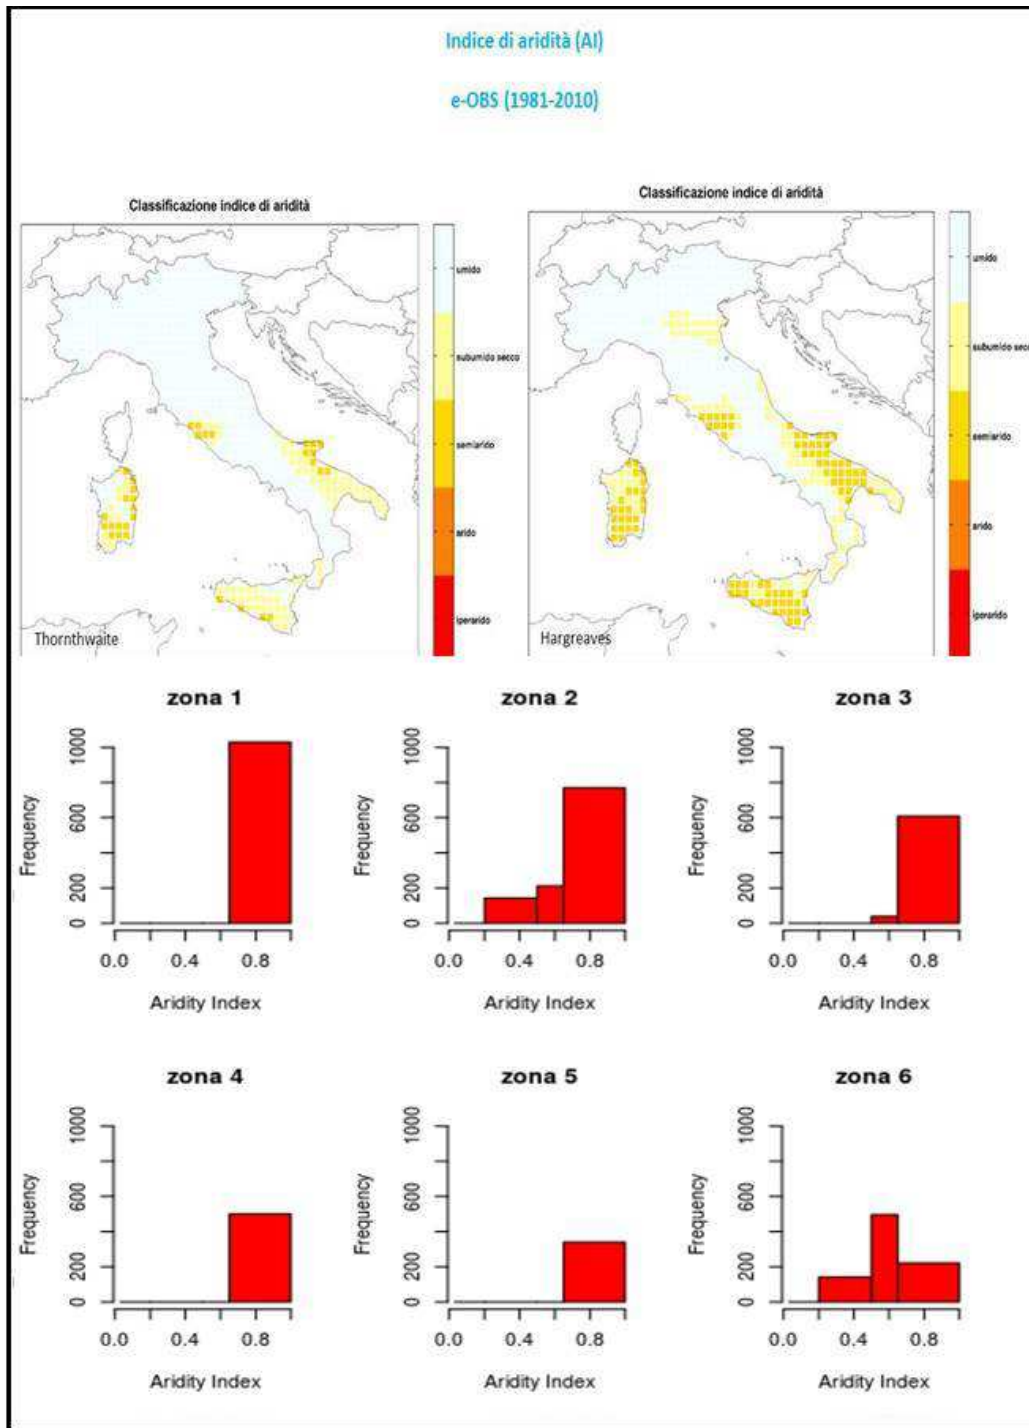 Indice di aridità (AI)
e-OBS (1981-2010)
Classificazione indice di aridità
umido
subumido secco
semiarido
arido
iperarido
Thornthwaite
Classificazione indice di aridità
umido
subumido secco
semiarido
arido
iperarido
Hargreaves
zona 1
Frequency
0 200 600 1000
0.0 0.4 0.8
Aridity Index
zona 2
Frequency
0 200 600 1000
0.0 0.4 0.8
Aridity Index
zona 3
Frequency
0 200 600 1000
0.0 0.4 0.8
Aridity Index
zona 4
Frequency
0 200 600 1000
0.0 0.4 0.8
Aridity Index
zona 5
Frequency
0 200 600 1000
0.0 0.4 0.8
Aridity Index
zona 6
Frequency
0 200 600 1000
0.0 0.4 0.8
Aridity Index